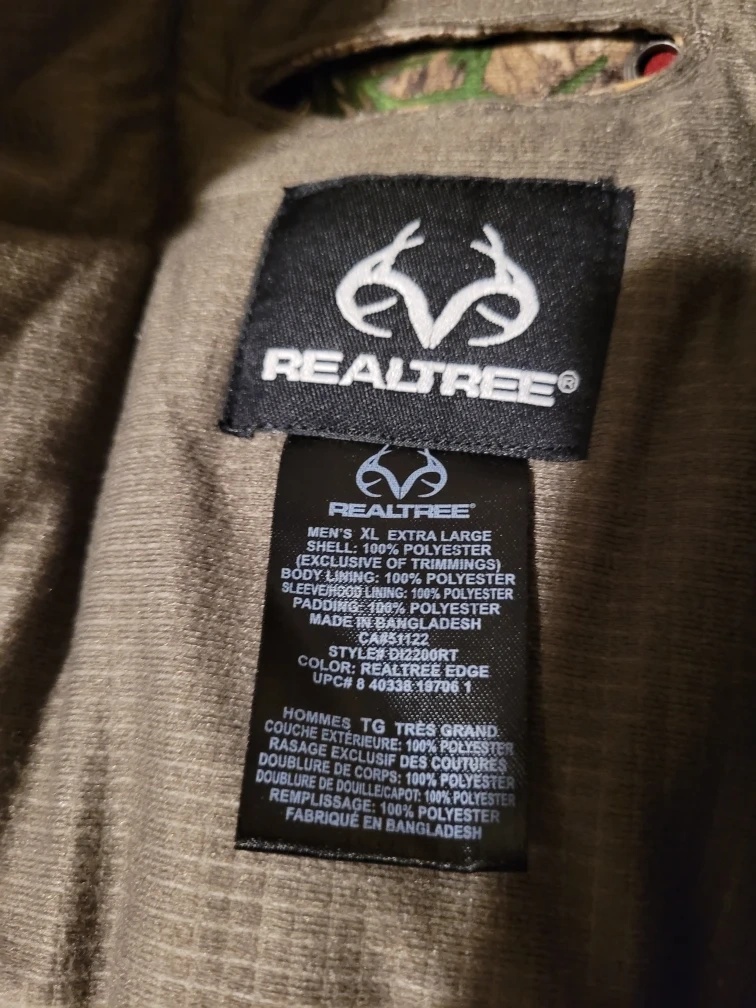 REALTREE®
REALTREE®
MEN'S XL EXTRA LARGE
SHELL: 100% POLYESTER
(EXCLUSIVE OF TRIMMINGS)
BODY LINING: 100% POLYESTER
SLEEVE/HOOD LINING: 100% POLYESTER
PADDING: 100% POLYESTER
MADE IN BANGLADESH
CA#51122
STYLE# DI2200RT
COLOR: REALTREE EDGE
UPC# 8 40338 19706 1
HOMMES TG TRÈS GRAND
COUCHE EXTÉRIEURE: 100% POLYESTER
RASAGE EXCLUSIF DES COUTURES
DOUBLURE DE CORPS: 100% POLYESTER
DOUBLURE DE DOUILLE/CAPOT: 100% POLYESTER
REMPLISSAGE: 100% POLYESTER
FABRIQUÉ EN BANGLADESH